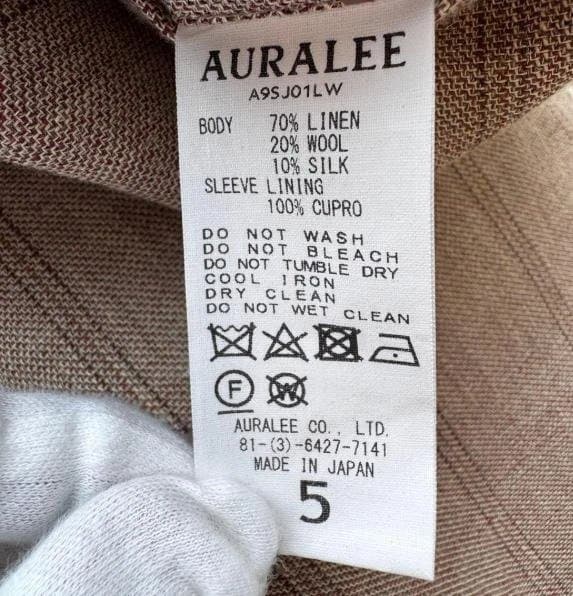 AURALEE
A9SJ01LW
BODY 70% LINEN
20% WOOL
10% SILK
SLEEVE LINING
100% CUPRO
DO NOT WASH
DO NOT BLEACH
DO NOT TUMBLE DRY
COOL IRON
DRY CLEAN
DO NOT WET CLEAN
F W
AURALEE CO., LTD.
81-(3)-6427-7141
MADE IN JAPAN
5